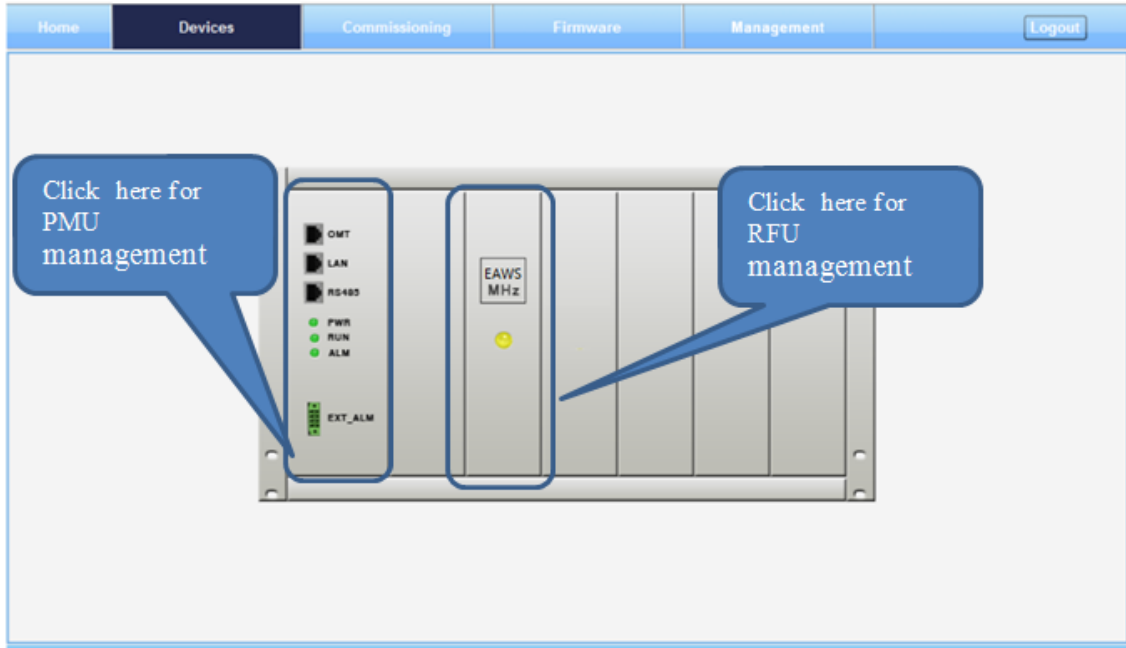 Home Devices Commissioning Firmware Management Logout
Click here for
PMU
management
OMT
LAN
RS485
PWR
RUN
ALM
EXT_ALM
EAWS
MHz
Click here for
RFU
management